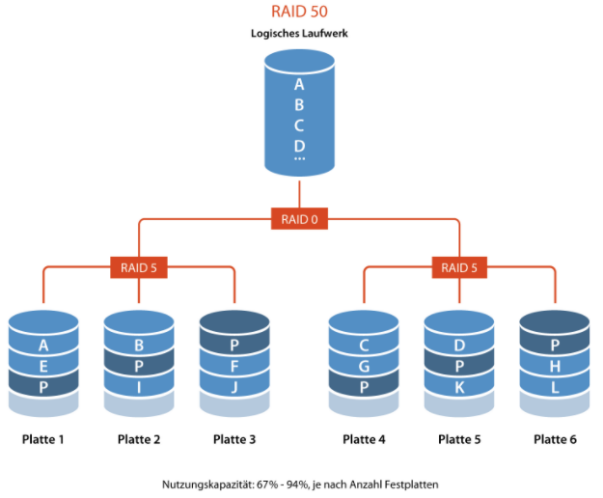 RAID 50
Logisches Laufwerk
A
B
C
D
...
RAID 0
RAID 5 RAID 5
A B P C D P
E P F G P H
P I J P K L
Platte 1 Platte 2 Platte 3 Platte 4 Platte 5 Platte 6
Nutzungskapazität: 67% - 94%, je nach Anzahl Festplatten